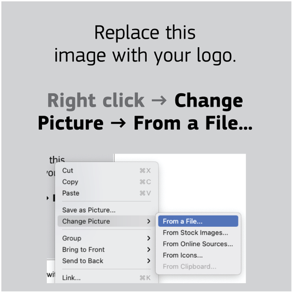 Replace this
image with your logo.
Right click → Change
Picture → From a File...
this
Cut ⌘X
Copy ⌘C
Paste ⌘V
Save as Picture...
Change Picture >
From a File...
From Stock Images...
From Online Sources...
From Icons...
From Clipboard...
Group >
Bring to Front >
Send to Back >
Link... ⌘K